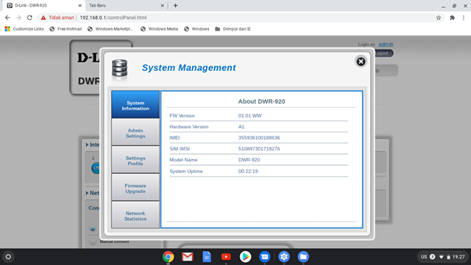 D-Link - DWR-920
Tab Baru
Tidak aman
192.168.0.1/controlPanel.html
Customize Links
Free Hotmail
Windows Marketpl...
Windows Media
Windows
Diimpor dari IE
admin
D-L
DWR
System Management
System
Information
Admin
Settings
Settings
Profile
Firmware
Upgrade
Network
Statistics
About DWR-920
FW Version 01.01.WW
Hardware Version A1
IMEI
SIM IMSI
Model Name DWR-920
System Uptime 00:22:19
US
19.27